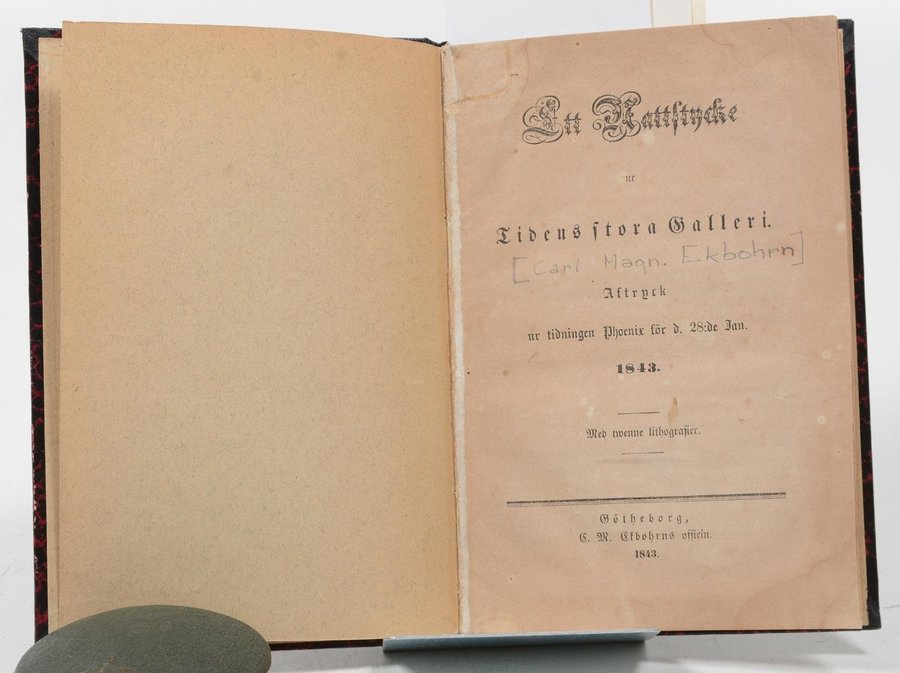 Ett Nattstycke
ur
Tidens stora Galleri.
[Carl Magn. Ekbohrn]
Aftryck
ur tidningen Phoenix för d. 28:de Jan.
1843.
Med twenne lithografier.
Götheborg,
C. M. Ekbohrns officin.
1843.